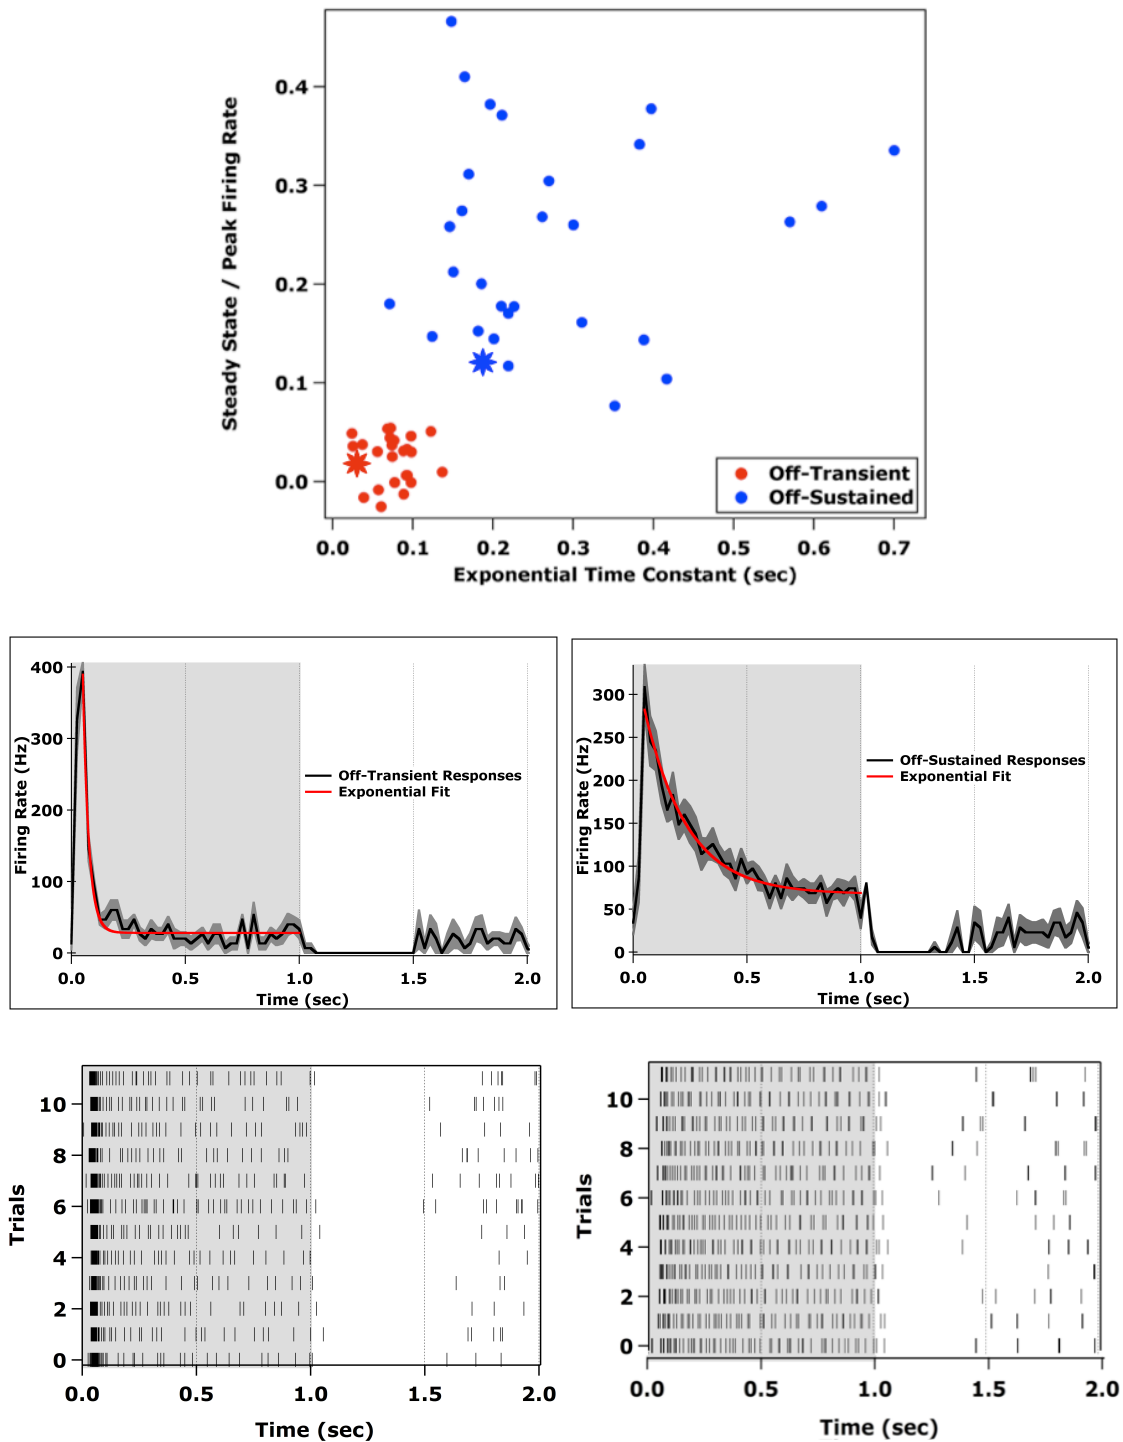 Steady State / Peak Firing Rate
0.4
0.3
0.2
0.1
0.0
Off-Transient
Off-Sustained
0.0 0.1 0.2 0.3 0.4 0.5 0.6 0.7
Exponential Time Constant (sec)
Firing Rate (Hz)
400
300
200
100
0
Off-Transient Responses
Exponential Fit
0.0 0.5 1.0 1.5 2.0
Time (sec)
Firing Rate (Hz)
300
250
200
150
100
50
0
Off-Sustained Responses
Exponential Fit
0.0 0.5 1.0 1.5 2.0
Time (sec)
Trials
10
8
6
4
2
0
0.0 0.5 1.0 1.5 2.0
Time (sec)
Trials
10
8
6
4
2
0
0.0 0.5 1.0 1.5 2.0
Time (sec)